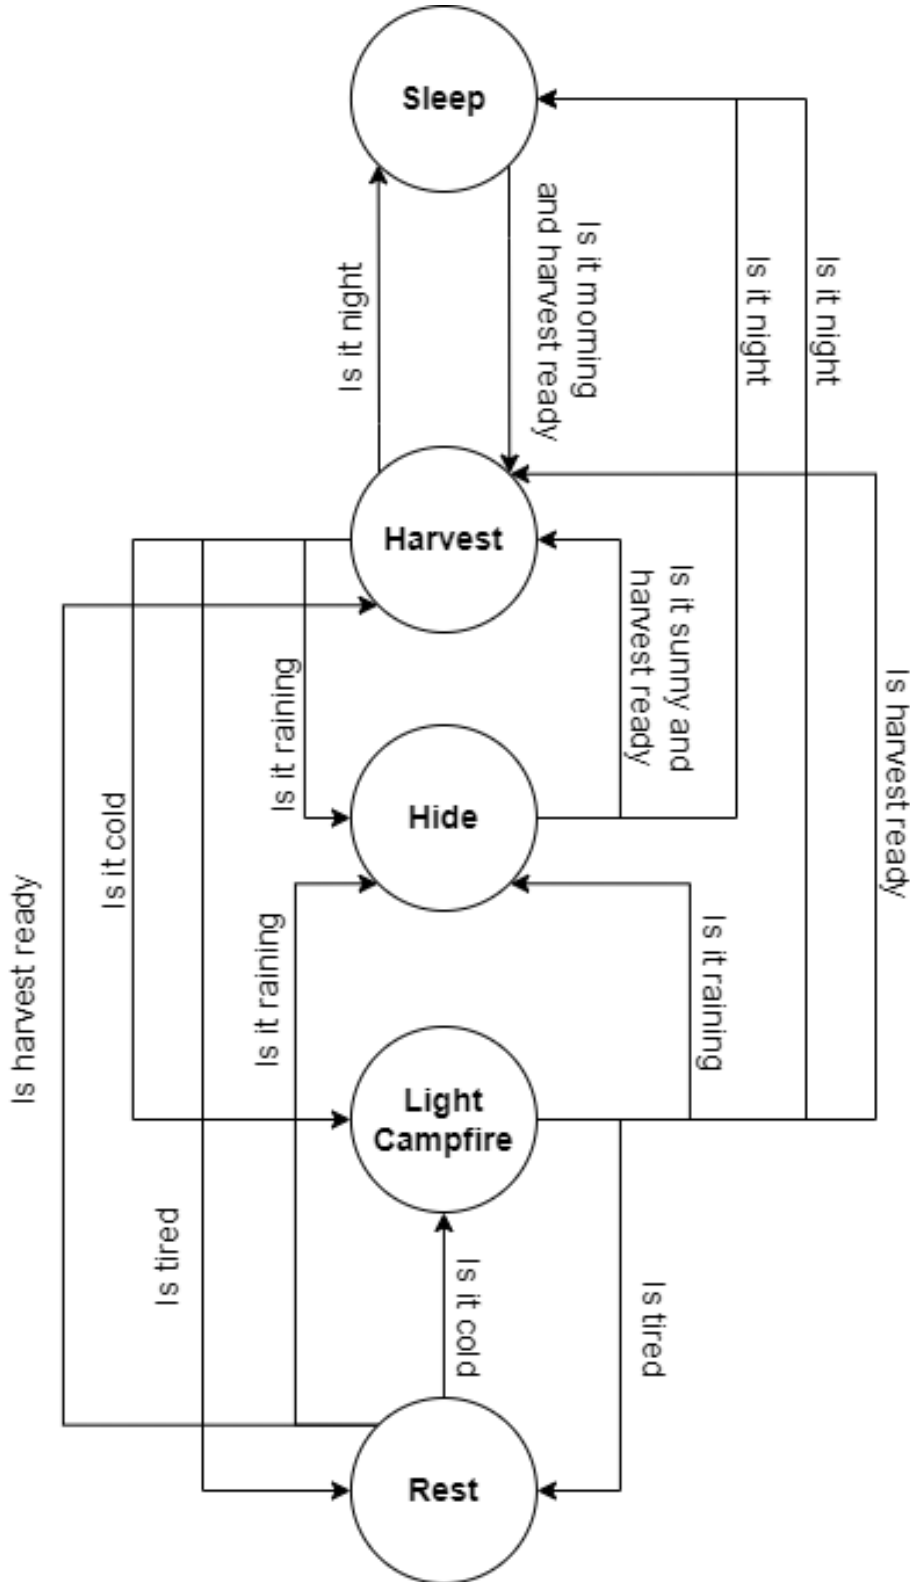 Sleep
Is it night
Is it morning
and harvest ready
Is it night
Is it night
Harvest
Is it sunny and
harvest ready
Is it raining
Is harvest ready
Hide
Is it cold
Is harvest ready
Is it raining
Is it raining
Light
Campfire
Is tired
Is it cold
Is tired
Rest